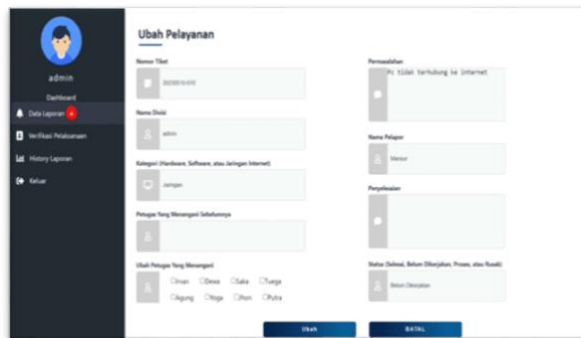 admin
Dashboard
Data Laporan
Verifikasi Pelaksanaan
History Laporan
Keluar
Ubah Pelayanan
Nomor Tiket
Nama Divisi
admin
Kategori (Hardware, Software, atau Jaringan Internet)
Jaringan
Petugas Yang Menangani Sebelumnya
Ubah Petugas Yang Menangani
Irvan Dewa Saka Tuega
Agung Yoga Jhon Putra
Permasalahan
Pc tidak terhubung ke internet
Nama Pelapor
Mansur
Penyelesaian
Status (Selesai, Belum Dikerjakan, Proses, atau Rusak)
Belum Dikerjakan
Ubah
BATAL